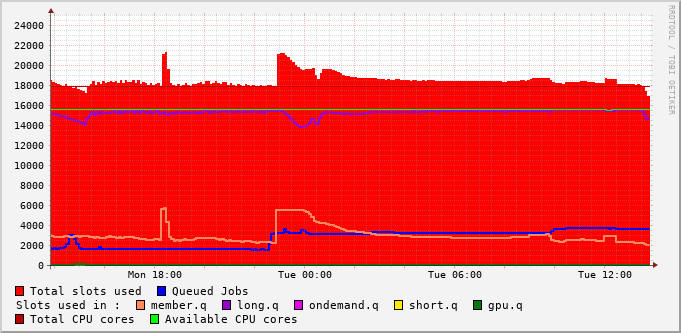 RRDTOOL / TOBI OETIKER
24000
22000
20000
18000
16000
14000
12000
10000
8000
6000
4000
2000
0
Mon 18:00 Tue 00:00 Tue 06:00 Tue 12:00
Total slots used Queued Jobs
Slots used in : member.q long.q ondemand.q short.q gpu.q
Total CPU cores Available CPU cores